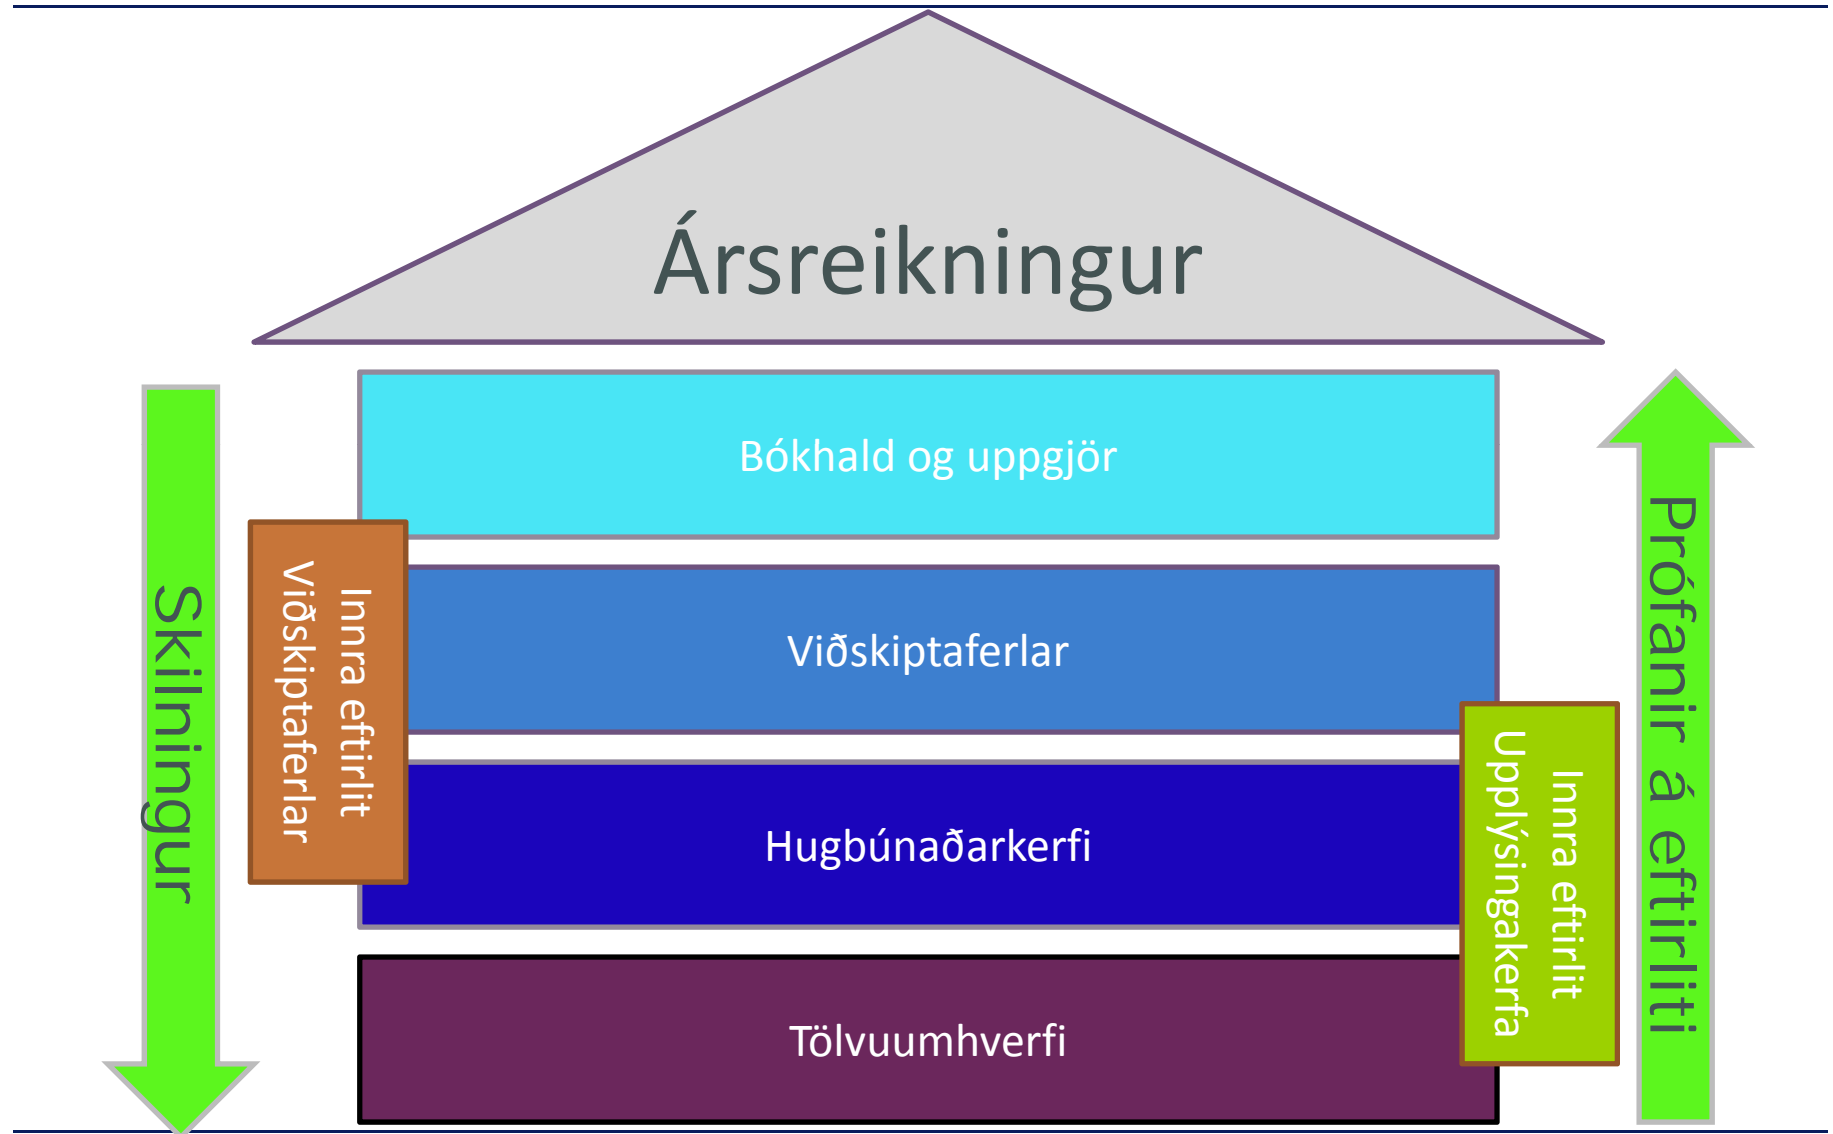 Ársreikningur
Bókhald og uppgjör
Viðskiptaferlar
Hugbúnaðarkerfi
Tölvuumhverfi
Skilningur
Innra eftirlit
Viðskiptaferlar
Innra eftirlit
Upplýsingakerfa
Prófanir á eftirliti